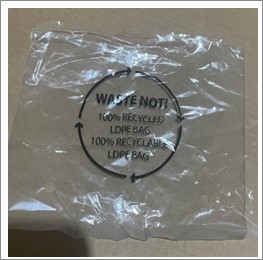 WASTE NOT!
100% RECYCLED
LDPE BAG
100% RECYCLABLE
LDPE BAG